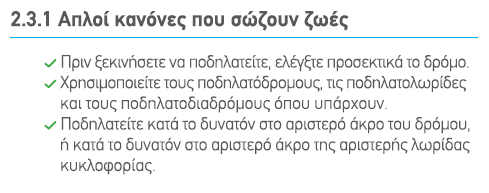 2.3.1 Απλοί κανόνες που σώζουν ζωές
✓ Πριν ξεκινήσετε να ποδηλατείτε, ελέγξτε προσεκτικά το δρόμο.
✓ Χρησιμοποιείτε τους ποδηλατόδρομους, τις ποδηλατολωρίδες
και τους ποδηλατοδιαδρόμους όπου υπάρχουν.
✓ Ποδηλατείτε κατά το δυνατόν στο αριστερό άκρο του δρόμου,
ή κατά το δυνατόν στο αριστερό άκρο της αριστερής λωρίδας
κυκλοφορίας.